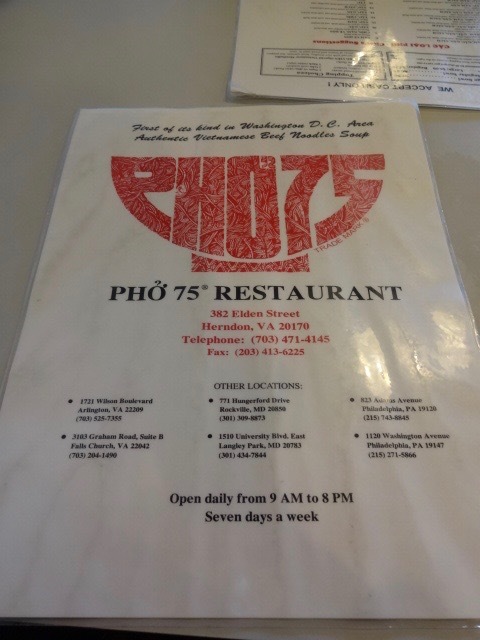 WE ACCEPT CASH ONLY !
First of its kind in Washington D.C. Area
Authentic Vietnamese Beef Noodles Soup
PHO75
TRADE MARK ®
PHỞ 75® RESTAURANT
382 Elden Street
Herndon, VA 20170
Telephone: (703) 471-4145
Fax: (203) 413-6225
OTHER LOCATIONS:
• 1721 Wilson Boulevard
Arlington, VA 22209
(703) 525-7355
• 771 Hungerford Drive
Rockville, MD 20850
(301) 309-8873
• 823 Adams Avenue
Philadelphia, PA 19120
(215) 743-8845
• 3103 Graham Road, Suite B
Falls Church, VA 22042
(703) 204-1490
• 1510 University Blvd. East
Langley Park, MD 20783
(301) 434-7844
• 1120 Washington Avenue
Philadelphia, PA 19147
(215) 271-5866
Open daily from 9 AM to 8 PM
Seven days a week